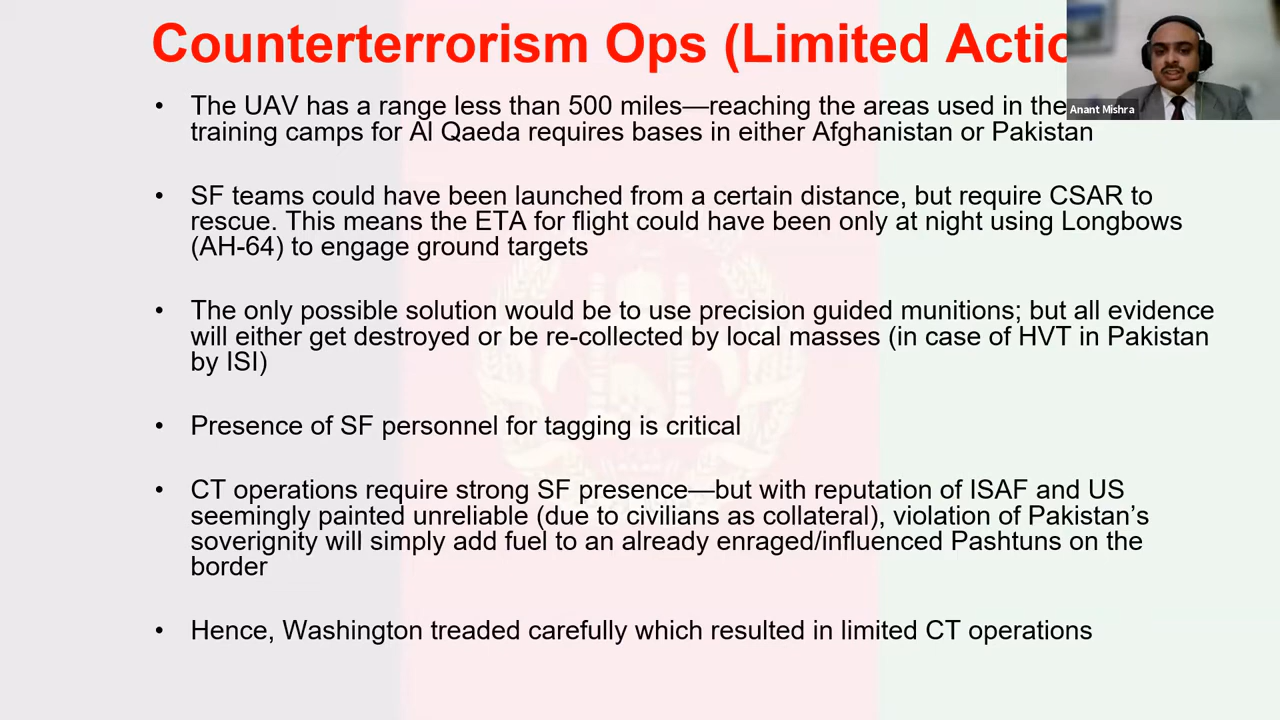 Counterterrorism Ops (Limited Actio
Anant Mishra
• The UAV has a range less than 500 miles—reaching the areas used in the
training camps for Al Qaeda requires bases in either Afghanistan or Pakistan
• SF teams could have been launched from a certain distance, but require CSAR to
rescue. This means the ETA for flight could have been only at night using Longbows
(AH-64) to engage ground targets
• The only possible solution would be to use precision guided munitions; but all evidence
will either get destroyed or be re-collected by local masses (in case of HVT in Pakistan
by ISI)
• Presence of SF personnel for tagging is critical
• CT operations require strong SF presence—but with reputation of ISAF and US
seemingly painted unreliable (due to civilians as collateral), violation of Pakistan’s
soverignity will simply add fuel to an already enraged/influenced Pashtuns on the
border
• Hence, Washington treaded carefully which resulted in limited CT operations